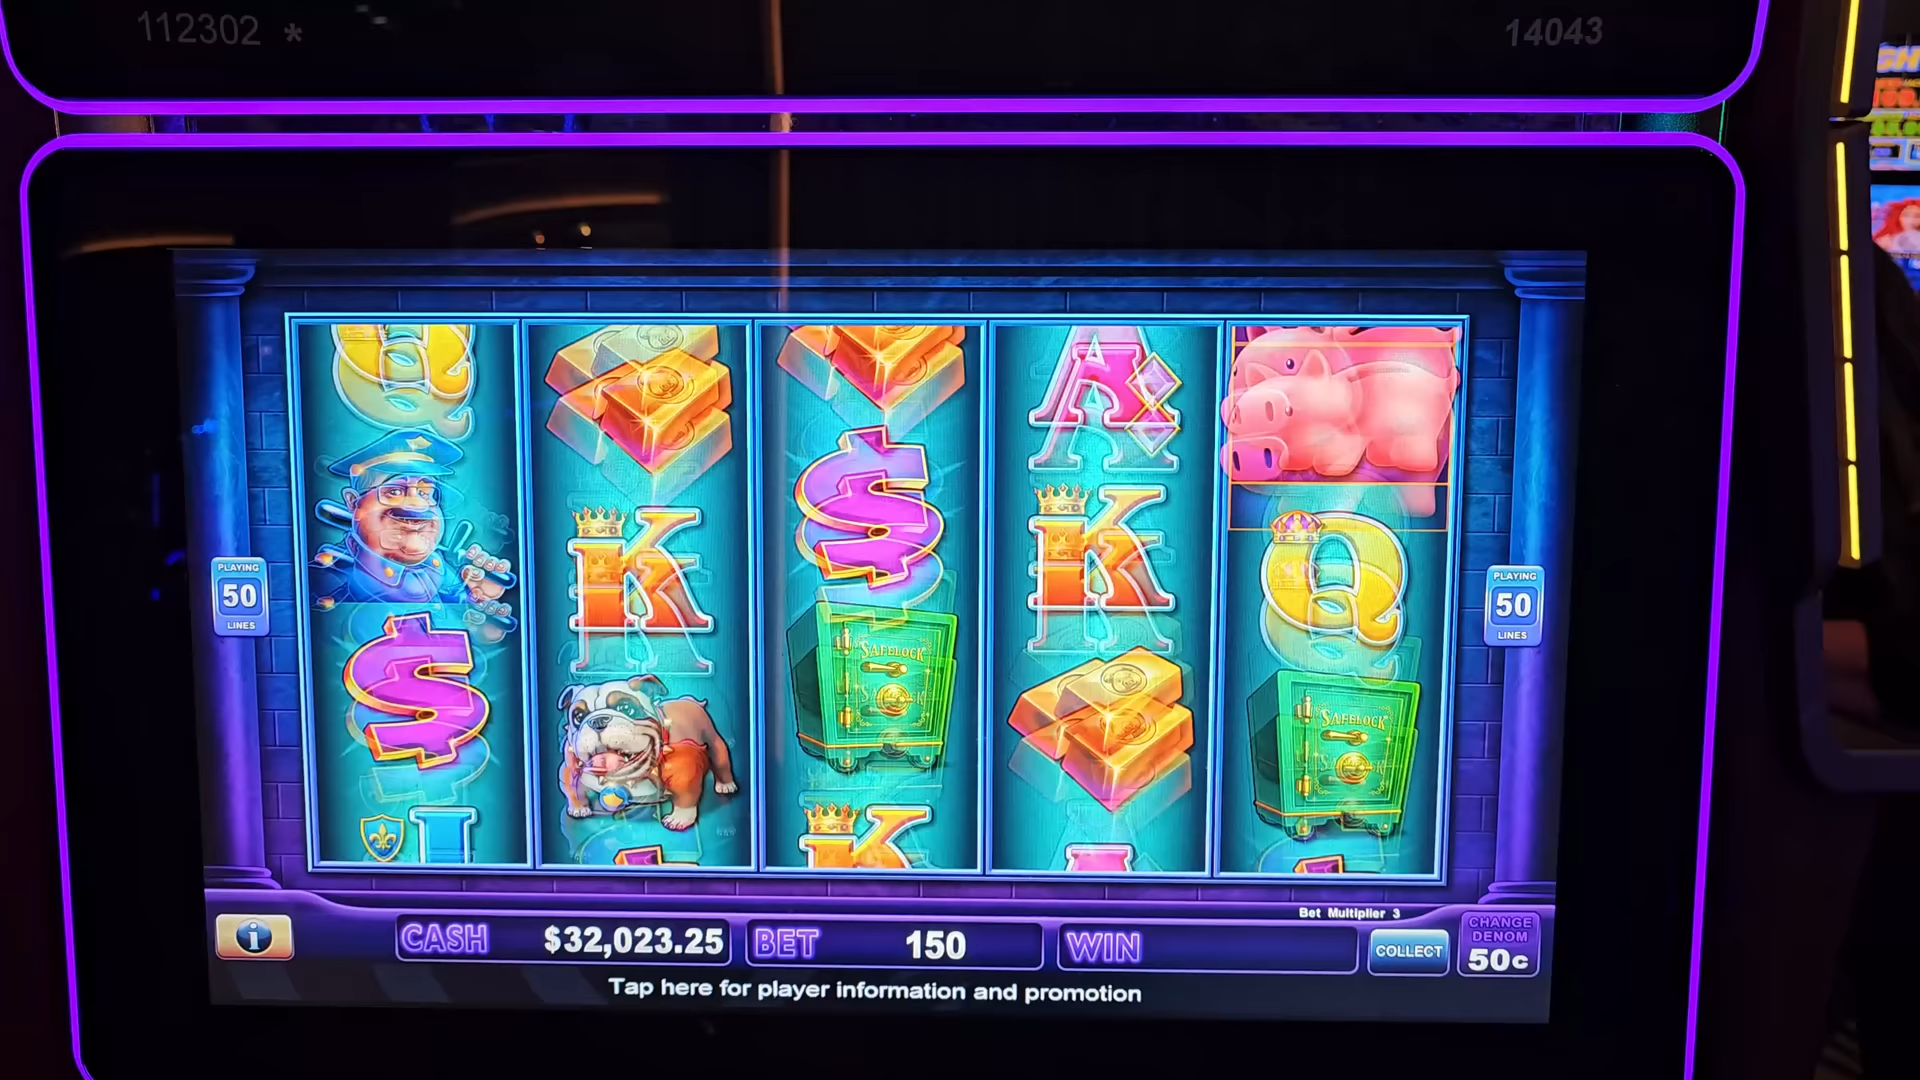 112302 *
14043
Q
A
$
K
K
Q
PLAYING
50
LINES
SAFELOCK
PLAYING
50
LINES
K
$
SAFELOCK
Bet Multiplier 3
CASH $32,023.25
BET 150
WIN
COLLECT
CHANGE
DENOM
50c
Tap here for player information and promotion